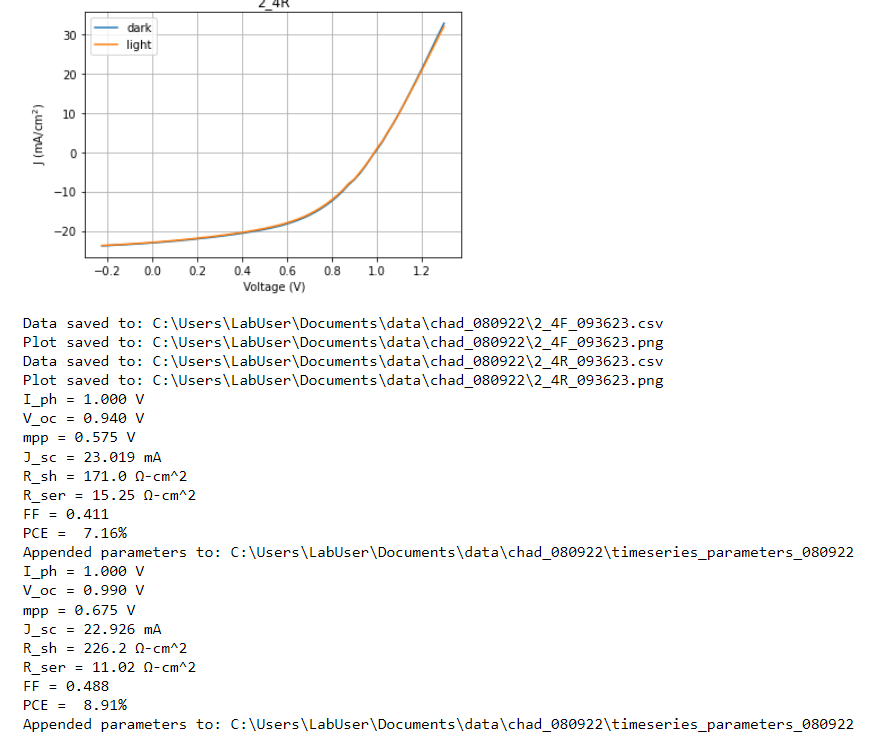 2_4R
dark
light
30
20
10
0
−10
−20
J (mA/cm²)
−0.2 0.0 0.2 0.4 0.6 0.8 1.0 1.2
Voltage (V)
Data saved to: C:\Users\LabUser\Documents\data\chad_080922\2_4F_093623.csv
Plot saved to: C:\Users\LabUser\Documents\data\chad_080922\2_4F_093623.png
Data saved to: C:\Users\LabUser\Documents\data\chad_080922\2_4R_093623.csv
Plot saved to: C:\Users\LabUser\Documents\data\chad_080922\2_4R_093623.png
I_ph = 1.000 V
V_oc = 0.940 V
mpp = 0.575 V
J_sc = 23.019 mA
R_sh = 171.0 Ω-cm^2
R_ser = 15.25 Ω-cm^2
FF = 0.411
PCE =  7.16%
Appended parameters to: C:\Users\LabUser\Documents\data\chad_080922\timeseries_parameters_080922
I_ph = 1.000 V
V_oc = 0.990 V
mpp = 0.675 V
J_sc = 22.926 mA
R_sh = 226.2 Ω-cm^2
R_ser = 11.02 Ω-cm^2
FF = 0.488
PCE =  8.91%
Appended parameters to: C:\Users\LabUser\Documents\data\chad_080922\timeseries_parameters_080922